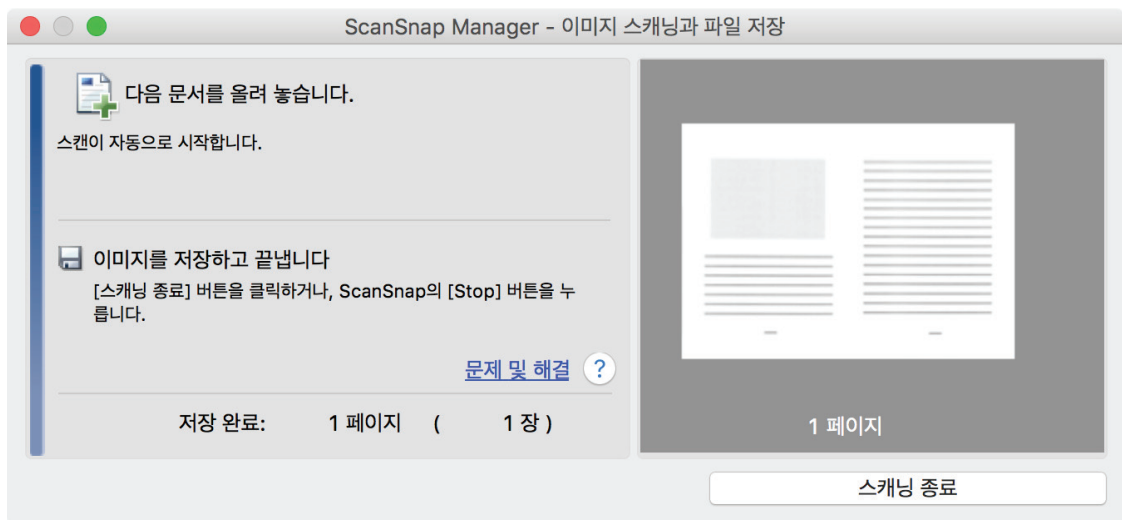 ScanSnap Manager - 이미지 스캐닝과 파일 저장
다음 문서를 올려 놓습니다.
스캔이 자동으로 시작합니다.
이미지를 저장하고 끝냅니다
[스캐닝 종료] 버튼을 클릭하거나, ScanSnap의 [Stop] 버튼을 누
릅니다.
문제 및 해결 ?
저장 완료: 1 페이지 ( 1 장 )
1 페이지
스캐닝 종료